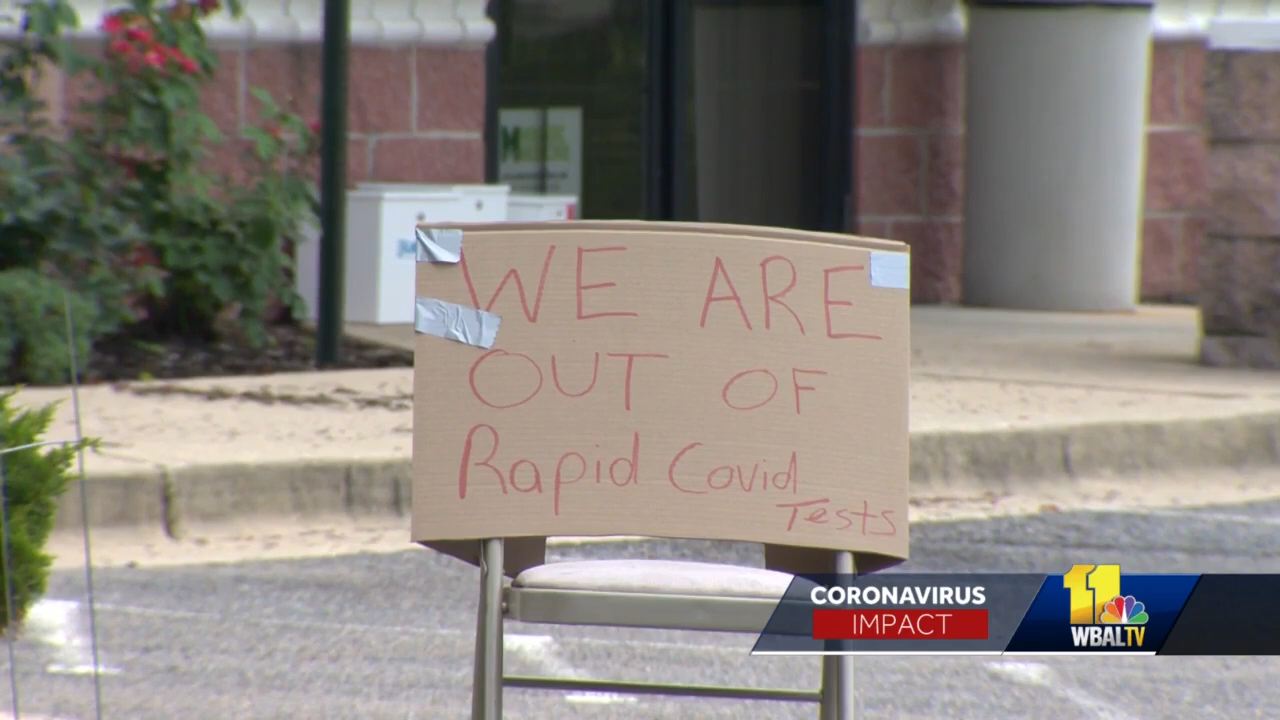 WE ARE
OUT OF
Rapid Covid
Tests
CORONAVIRUS
IMPACT
11
WBALTV
M